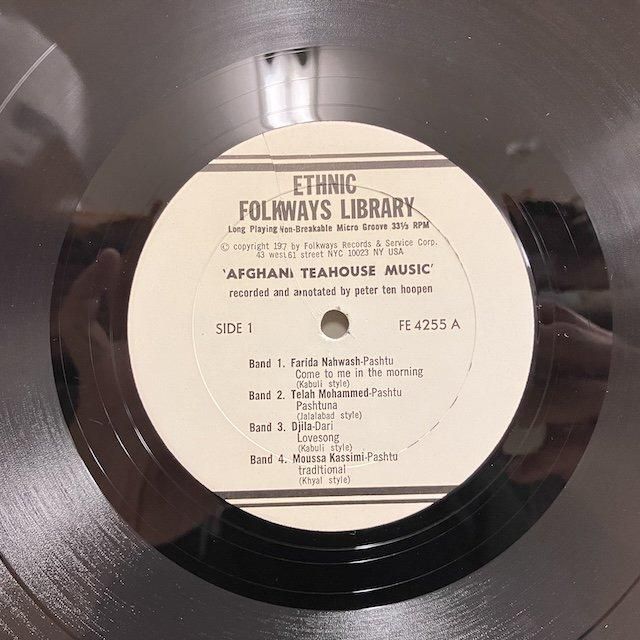 ETHNIC
FOLKWAYS LIBRARY
Long Playing Non-Breakable Micro Groove 33⅓ RPM
© copyright 197 by Folkways Records & Service Corp.
43 west 61 street NYC 10023 NY USA
'AFGHANI TEAHOUSE MUSIC'
recorded and annotated by peter ten hoopen
SIDE 1 FE 4255 A
Band 1. Farida Nahwash-Pashtu
Come to me in the morning
(Kabuli style)
Band 2. Telah Mohammed-Pashtu
Pashtuna
(Jalalabad style)
Band 3. Djila-Dari
Lovesong
(Kabuli style)
Band 4. Moussa Kassimi-Pashtu
traditional
(Khyal style)